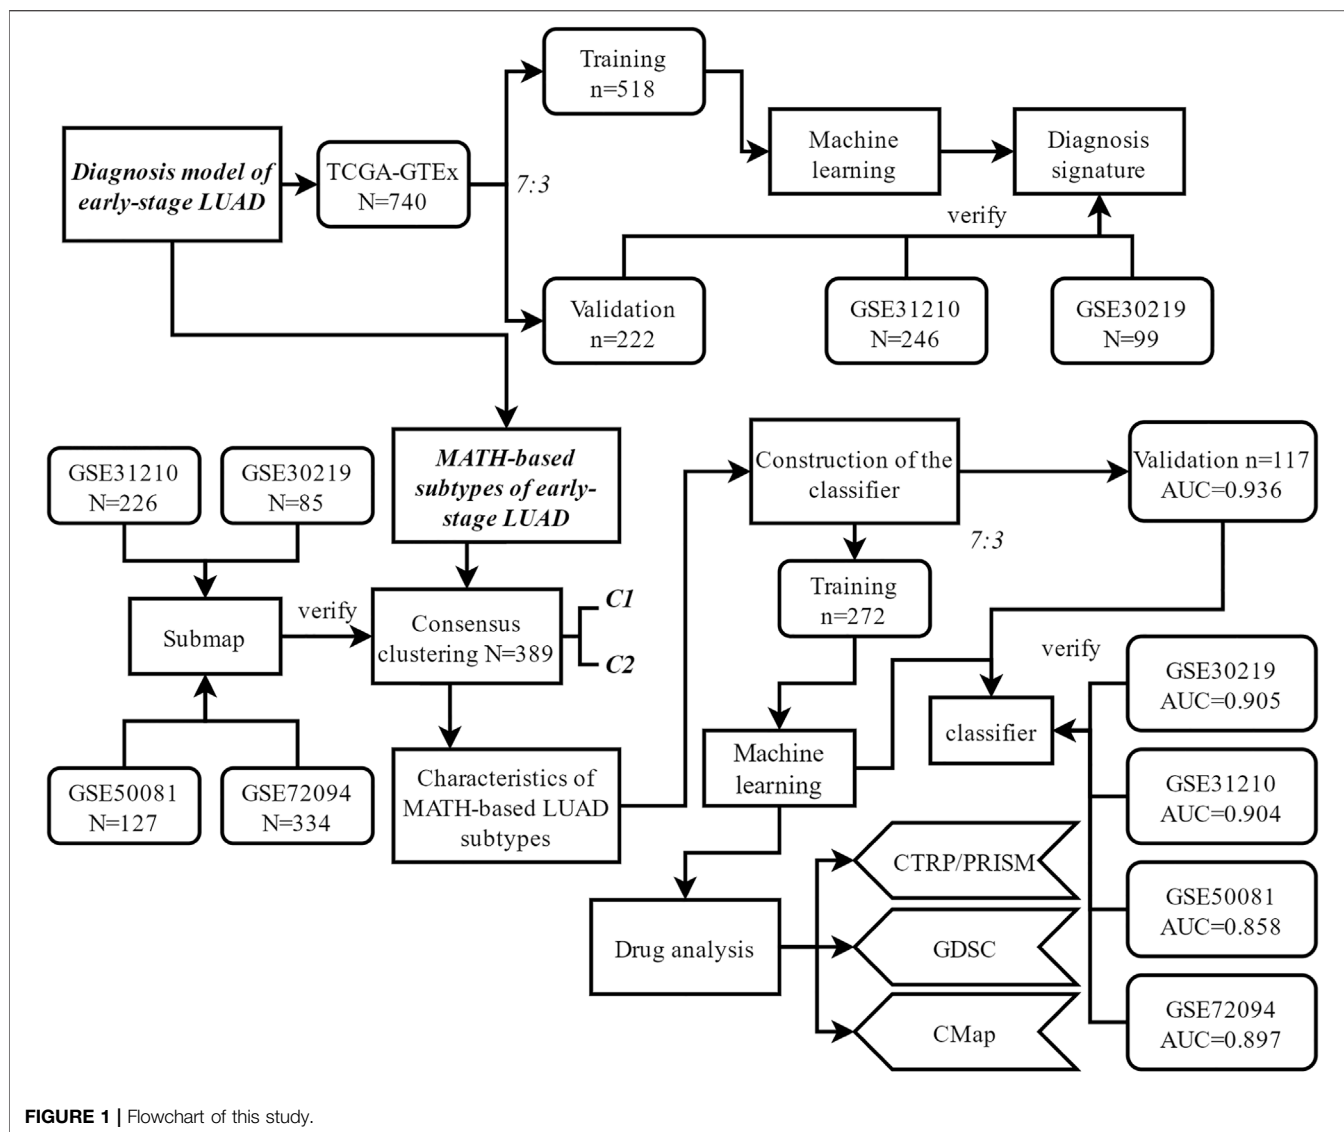 Training
n=518
Diagnosis model of
early-stage LUAD
TCGA-GTEx
N=740
7:3
Machine
learning
Diagnosis
signature
verify
Validation
n=222
GSE31210
N=246
GSE30219
N=99
MATH-based
subtypes of early-
stage LUAD
GSE31210
N=226
GSE30219
N=85
Submap
verify
Consensus
clustering N=389
C1
C2
GSE50081
N=127
GSE72094
N=334
Characteristics of
MATH-based LUAD
subtypes
Construction of the
classifier
7:3
Validation n=117
AUC=0.936
Training
n=272
Machine
learning
classifier
verify
GSE30219
AUC=0.905
GSE31210
AUC=0.904
GSE50081
AUC=0.858
GSE72094
AUC=0.897
Drug analysis
CTRP/PRISM
GDSC
CMap
FIGURE 1 | Flowchart of this study.